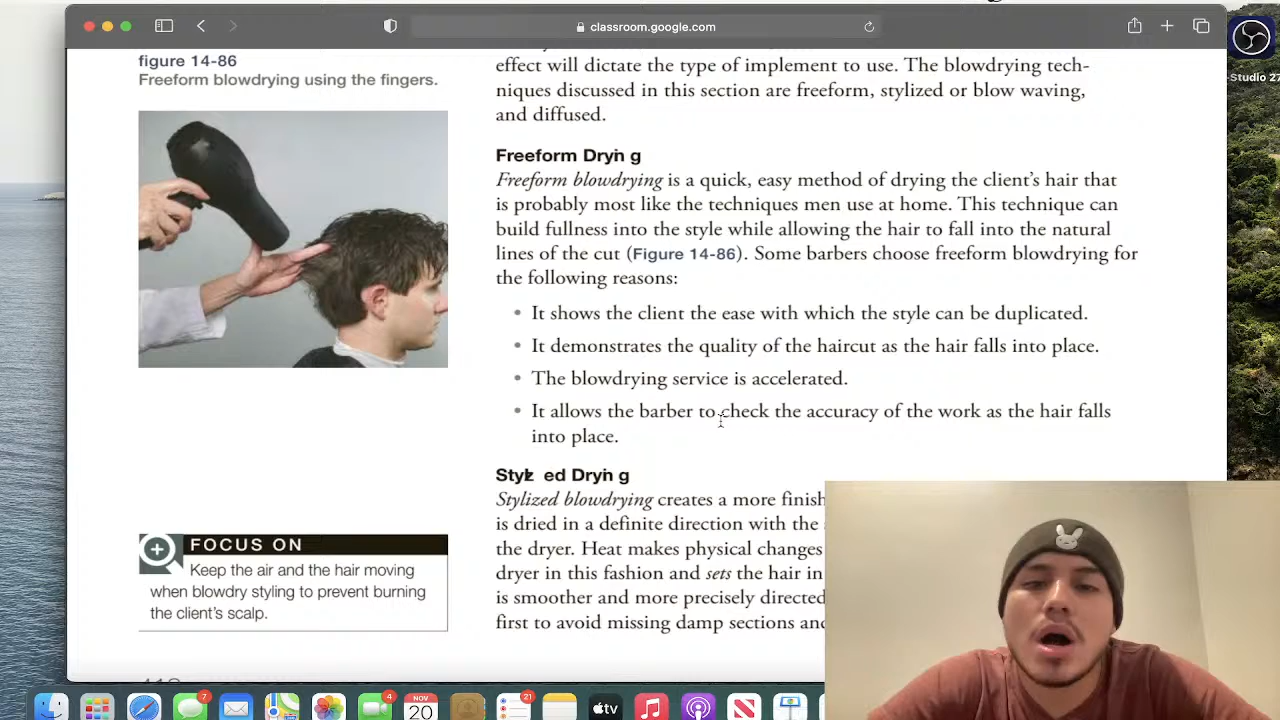 classroom.google.com
-Studio 27
figure 14-86
Freeform blowdrying using the fingers.
effect will dictate the type of implement to use. The blowdrying tech-
niques discussed in this section are freeform, stylized or blow waving,
and diffused.
Freeform Dryin g
Freeform blowdrying is a quick, easy method of drying the client's hair that
is probably most like the techniques men use at home. This technique can
build fullness into the style while allowing the hair to fall into the natural
lines of the cut (Figure 14-86). Some barbers choose freeform blowdrying for
the following reasons:
• It shows the client the ease with which the style can be duplicated.
• It demonstrates the quality of the haircut as the hair falls into place.
• The blowdrying service is accelerated.
• It allows the barber to check the accuracy of the work as the hair falls
into place.
ed Dryin g
Stylized blowdrying creates a more finish
is dried in a definite direction with the
the dryer. Heat makes physical changes
dryer in this fashion and sets the hair in
is smoother and more precisely directed
first to avoid missing damp sections and
FOCUS ON
Keep the air and the hair moving
when blowdry styling to prevent burning
the client's scalp.
7
4
NOV
20
21
tv